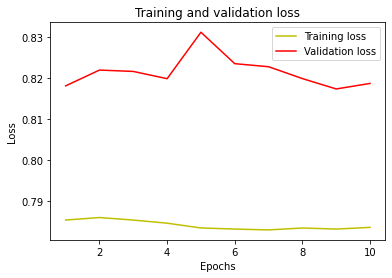 Training and validation loss
Training loss
Validation loss
0.83
0.82
0.81
0.80
0.79
Loss
2
4
6
8
10
Epochs